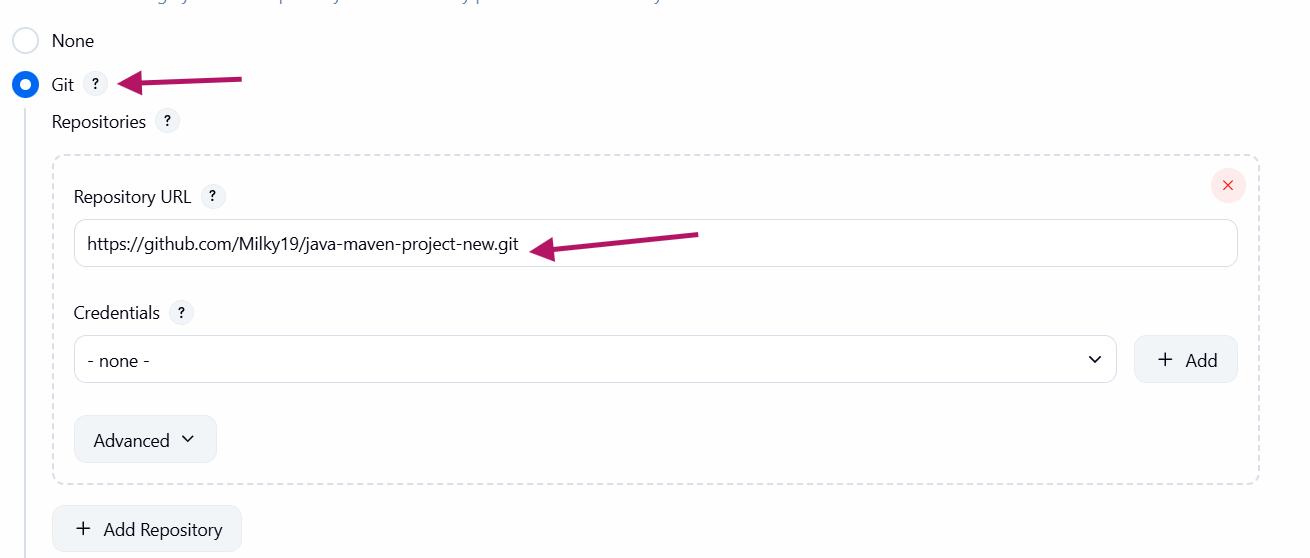 None
Git ?
Repositories ?
Repository URL ?
https://github.com/Milky19/java-maven-project-new.git
Credentials ?
- none -
+ Add
Advanced
+ Add Repository